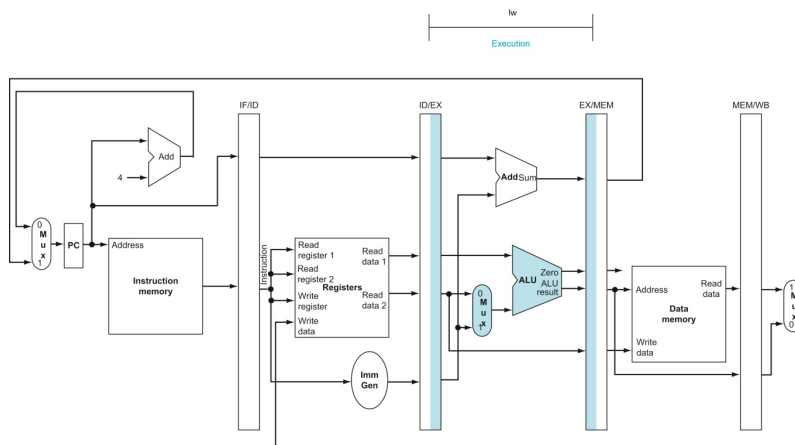 lw
Execution
IF/ID
ID/EX
EX/MEM
MEM/WB
Add
4
Add Sum
0
M
u
x
1
PC
Address
Instruction
memory
Instruction
Read
register 1
Read
register 2
Write
register
Write
data
Registers
Read
data 1
Read
data 2
Imm
Gen
0
M
u
x
1
ALU
Zero
ALU
result
Address
Write
data
Read
data
Data
memory
1
M
u
x
0